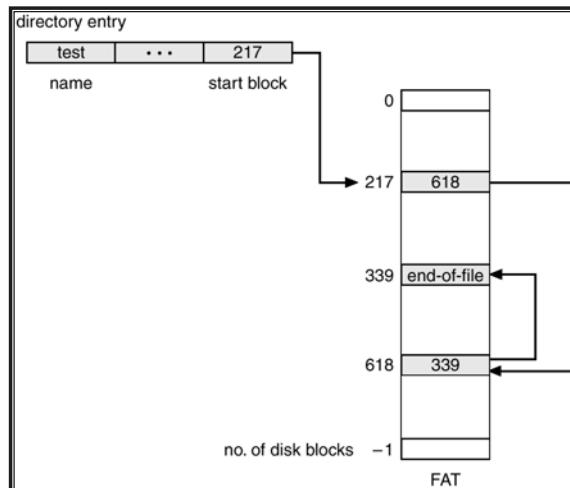 directory entry
test ••• 217
name start block
0
217 618
339 end-of-file
618 339
no. of disk blocks −1
FAT